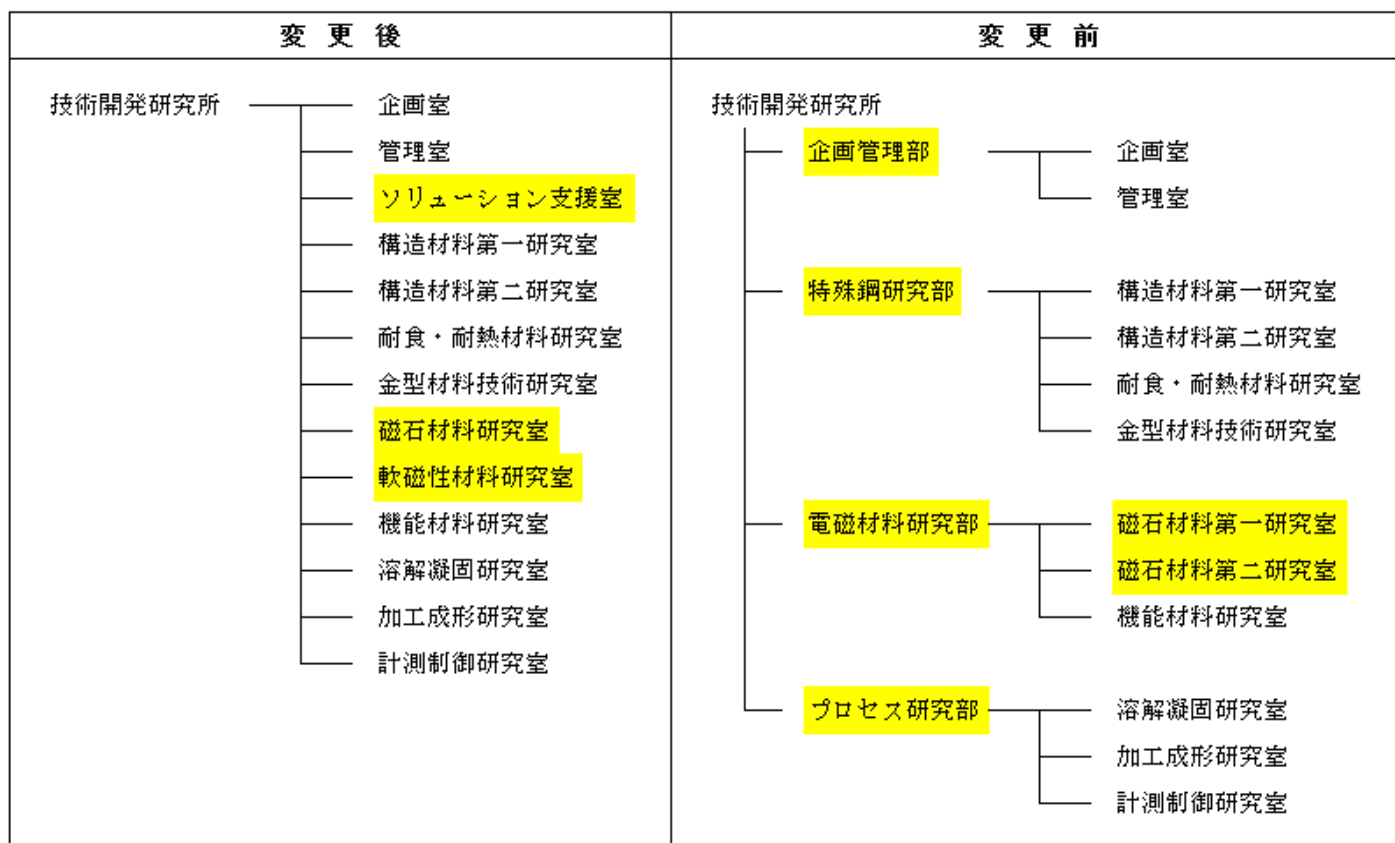 変更後
変更前
技術開発研究所
企画室
管理室
ソリューション支援室
構造材料第一研究室
構造材料第二研究室
耐食・耐熱材料研究室
金型材料技術研究室
磁石材料研究室
軟磁性材料研究室
機能材料研究室
溶解凝固研究室
加工成形研究室
計測制御研究室
技術開発研究所
企画管理部
企画室
管理室
特殊鋼研究部
構造材料第一研究室
構造材料第二研究室
耐食・耐熱材料研究室
金型材料技術研究室
電磁材料研究部
磁石材料第一研究室
磁石材料第二研究室
機能材料研究室
プロセス研究部
溶解凝固研究室
加工成形研究室
計測制御研究室